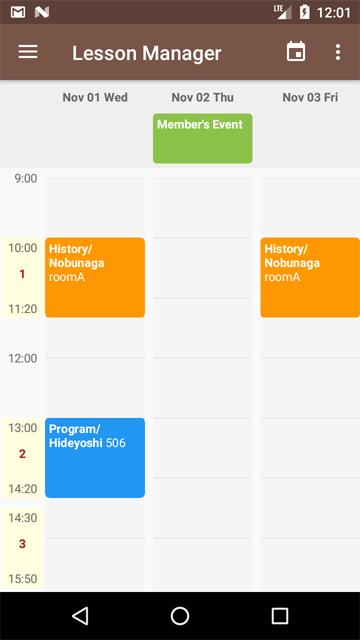 LTE 12:01
Lesson Manager
Nov 01 Wed Nov 02 Thu Nov 03 Fri
Member's Event
9:00
10:00
History/
Nobunaga
roomA
History/
Nobunaga
roomA
1
11:20
12:00
13:00
Program/
Hideyoshi 506
2
14:20
14:30
3
15:50